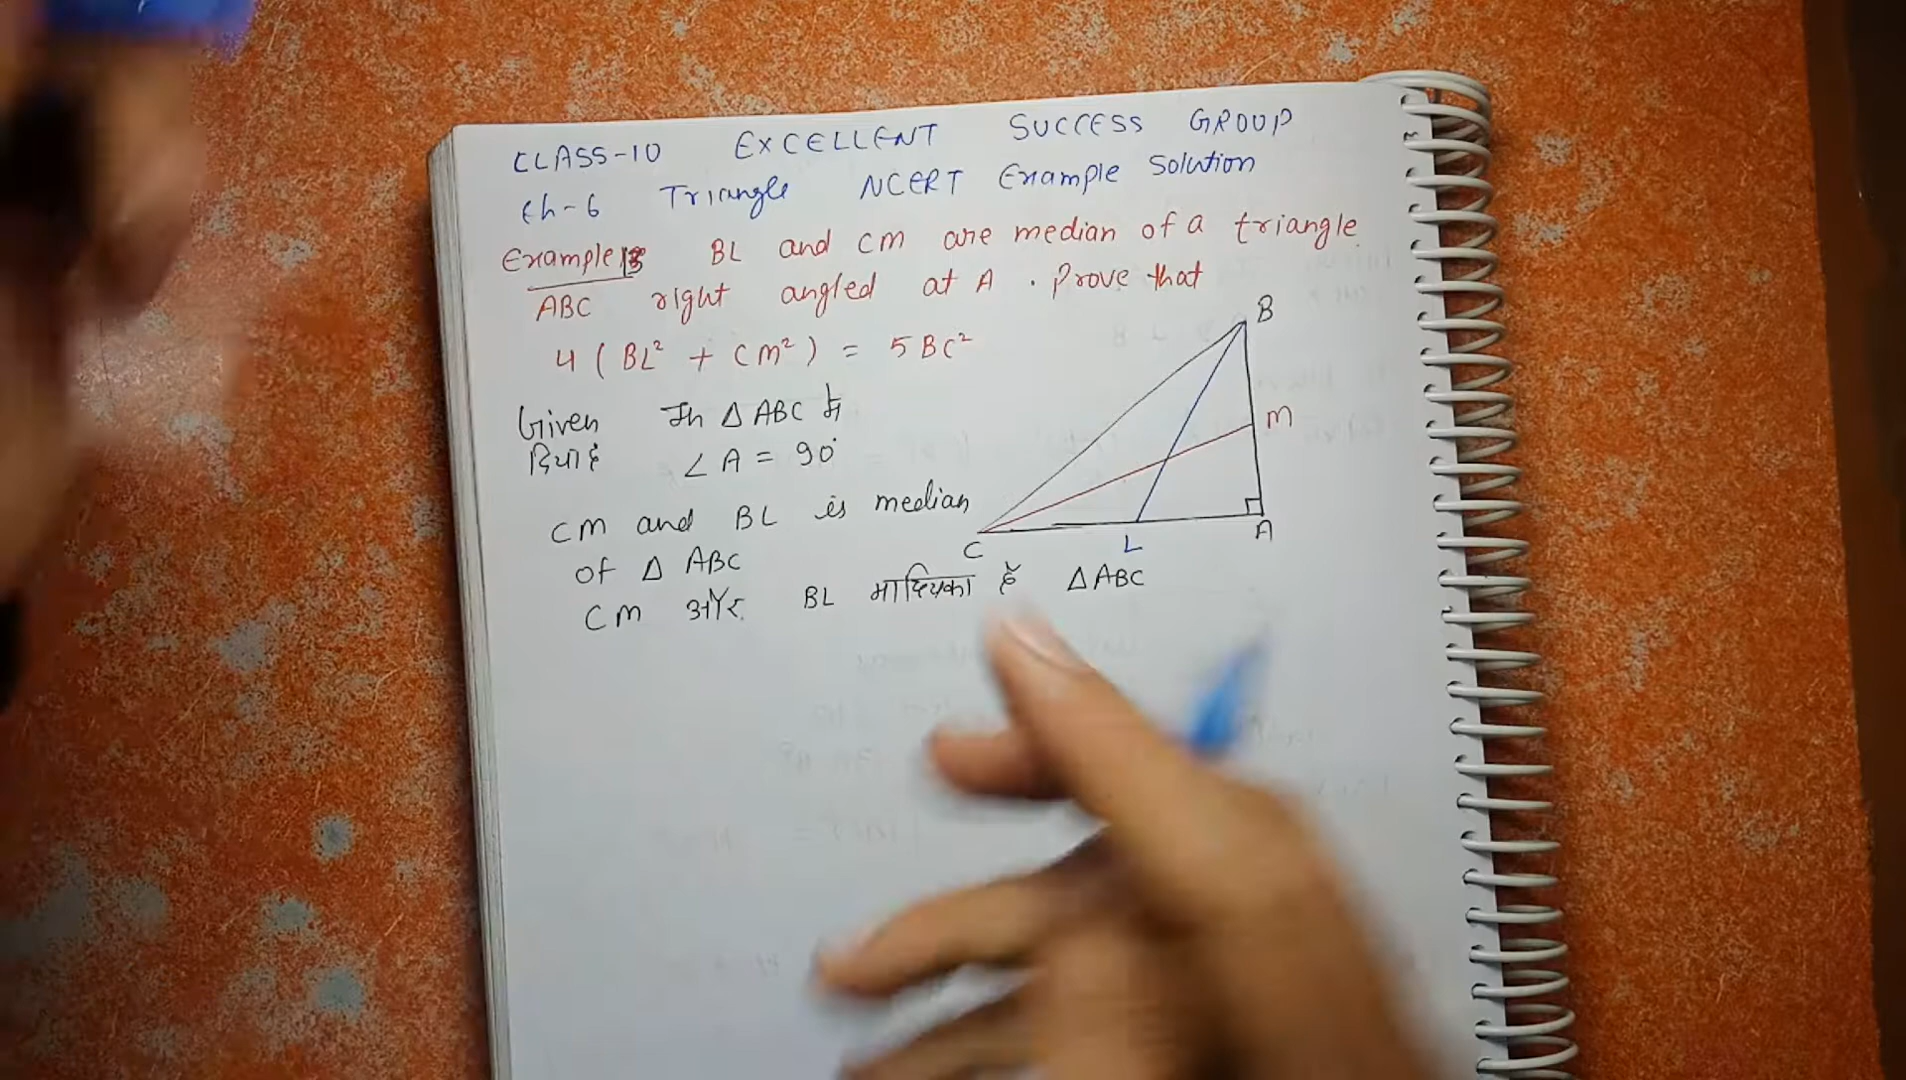 CLASS-10 EXCELLENT SUCCESS GROUP
Ch-6 Triangle NCERT Example Solution
Example 13 BL and CM are median of a triangle
ABC right angled at A. Prove that
4 ( BL² + CM² ) = 5 BC²
Given In Δ ABC में
दिया है ∠ A = 90°
CM and BL is median
of Δ ABC
CM और BL माध्यिका है Δ ABC
B
M
A
L
C